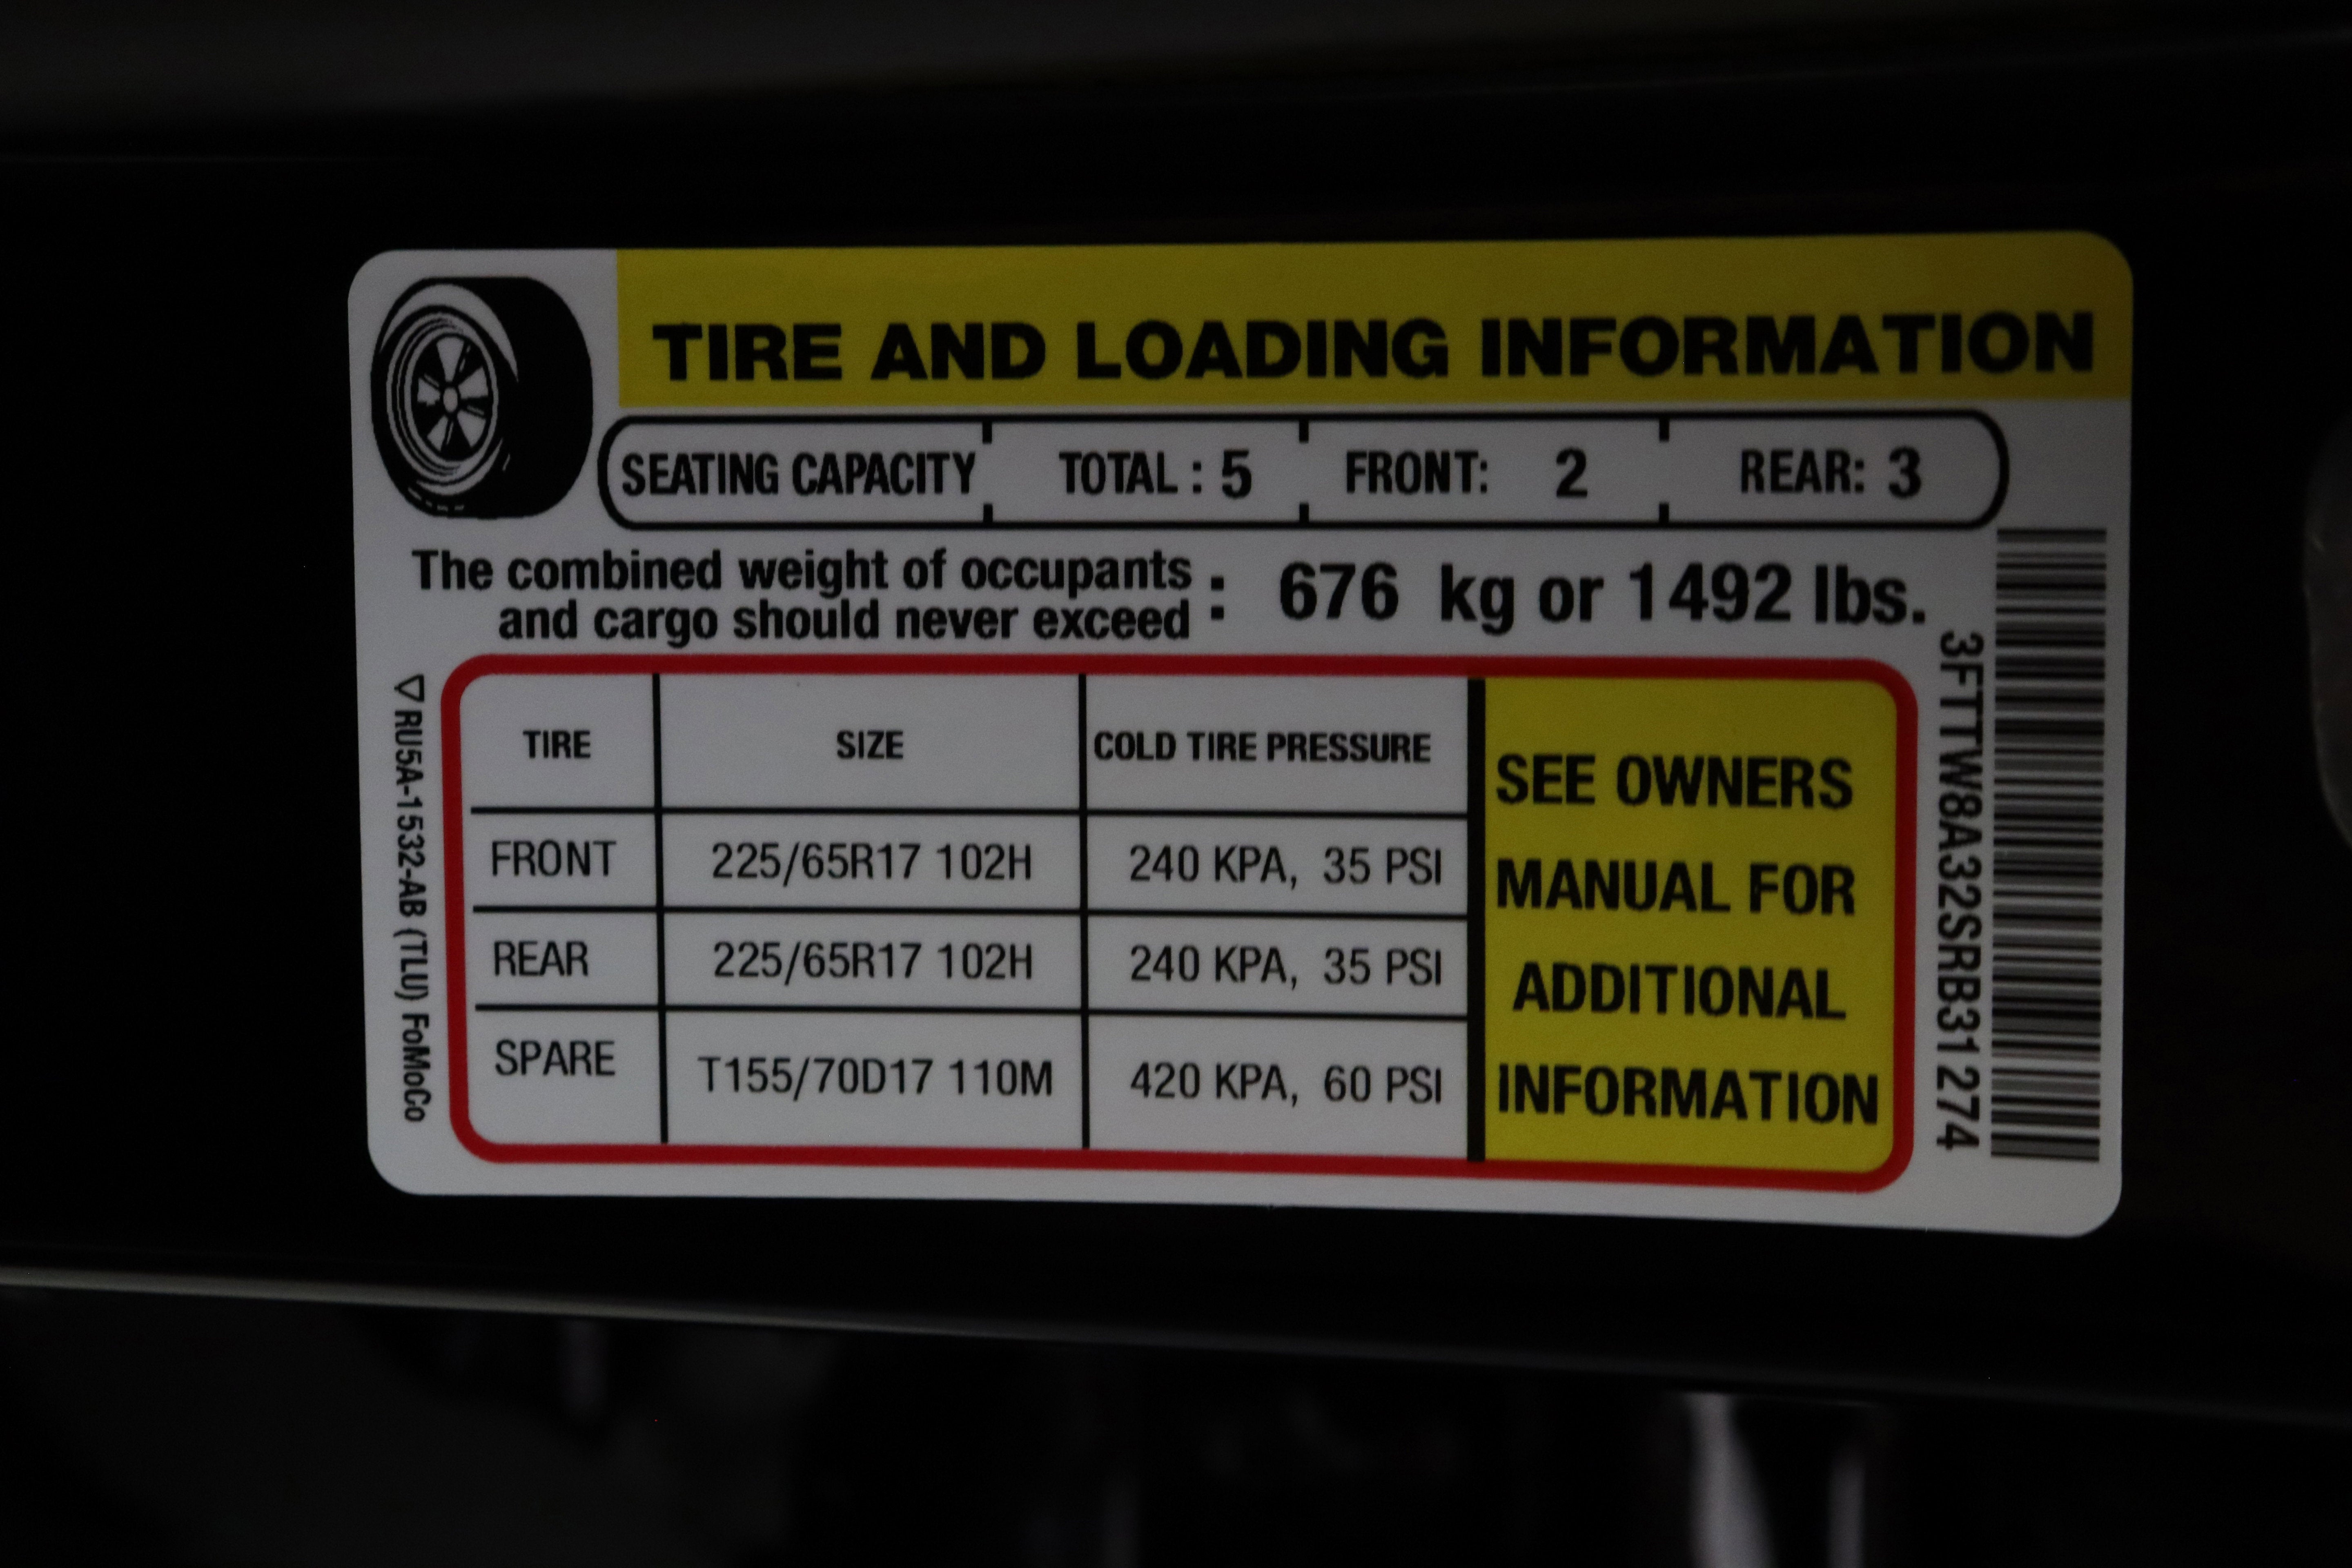 TIRE AND LOADING INFORMATION
SEATING CAPACITY TOTAL : 5 FRONT: 2 REAR: 3
The combined weight of occupants
and cargo should never exceed : 676 kg or 1492 lbs.
TIRE SIZE COLD TIRE PRESSURE
FRONT 225/65R17 102H 240 KPA, 35 PSI
REAR 225/65R17 102H 240 KPA, 35 PSI
SPARE T155/70D17 110M 420 KPA, 60 PSI
SEE OWNERS
MANUAL FOR
ADDITIONAL
INFORMATION
3FTTW8A32SRB31274
RU5A-1532-AB (TLU) FoMoCo